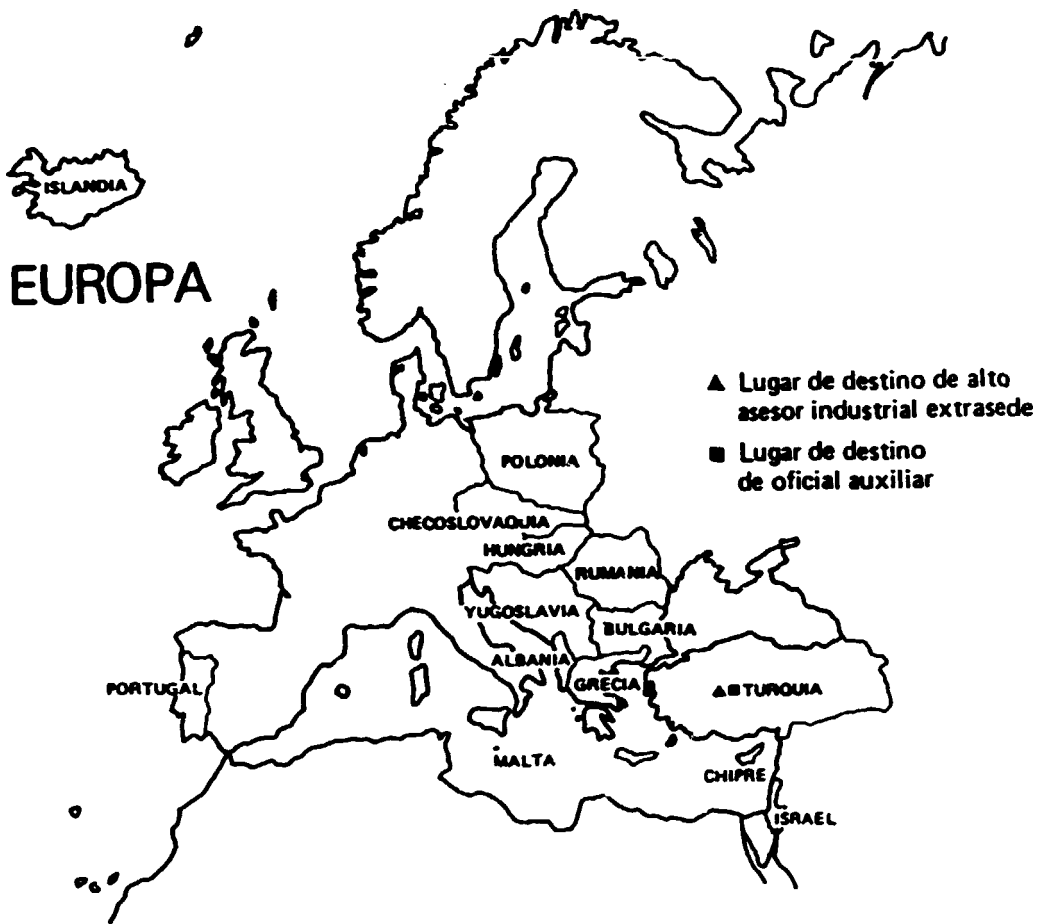 ISLANDIA
EUROPA
▲ Lugar de destino de alto
asesor industrial extrasede
■ Lugar de destino
de oficial auxiliar
POLONIA
CHECOSLOVAQUIA
HUNGRIA
RUMANIA
YUGOSLAVIA
BULGARIA
ALBANIA
GRECIA
PORTUGAL
▲■TURQUIA
MALTA
CHIPRE
ISRAEL